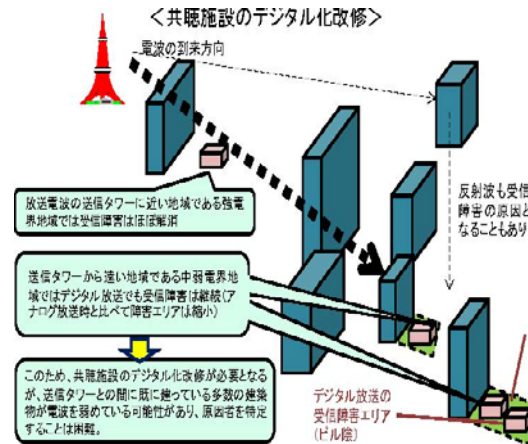 ＜共聴施設のデジタル化改修＞
電波の到来方向
放送電波の送信タワーに近い地域である強電
界地域では受信障害はほぼ解消
反射波も受信
障害の原因と
なることもあり
送信タワーから遠い地域である中弱電界地
域ではデジタル放送でも受信障害は継続(ア
ナログ放送時と比べて障害エリアは縮小)
このため、共聴施設のデジタル化改修が必要となる
が、送信タワーとの間に既に建っている多数の建築
物が電波を弱めている可能性があり、原因者を特定
することは困難。
デジタル放送の
受信障害エリア
(ビル陰)